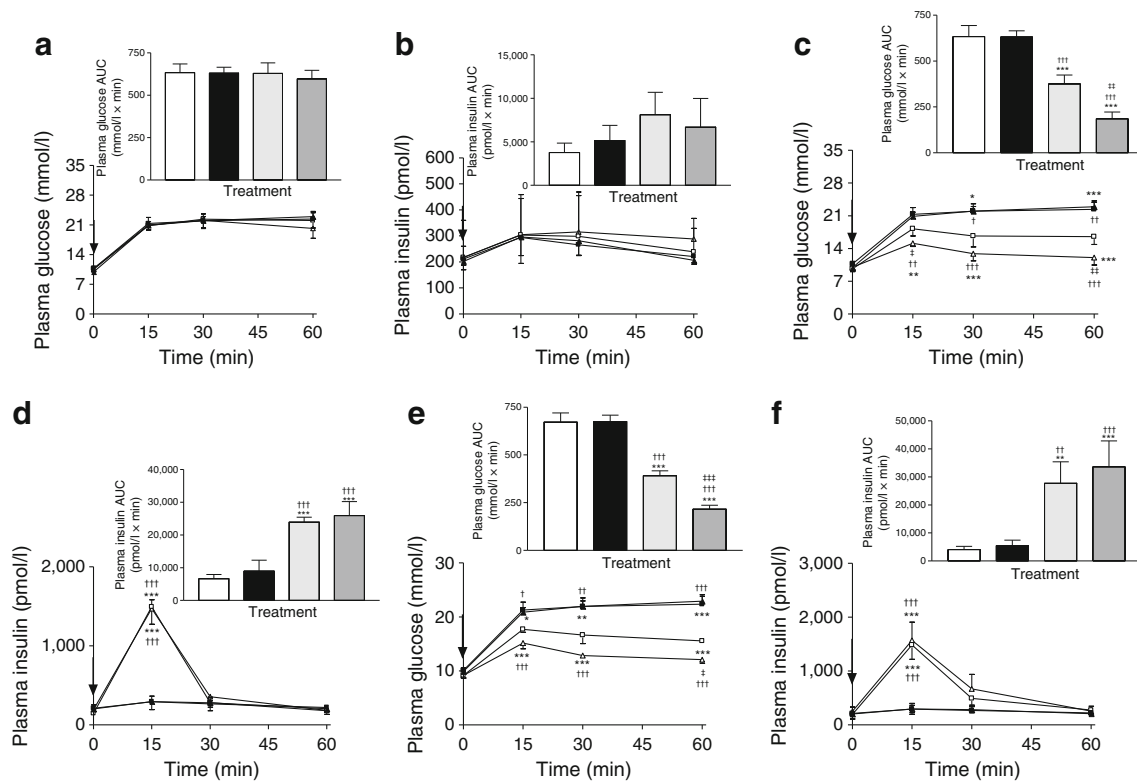 a
Plasma glucose AUC
(mmol/l × min)
750
500
250
0
Treatment
Plasma glucose (mmol/l)
35
28
21
14
7
0
0 15 30 45 60
Time (min)
b
Plasma insulin AUC
(pmol/l × min)
15,000
10,000
5,000
0
Treatment
Plasma insulin (pmol/l)
600
500
400
300
200
100
0
0 15 30 45 60
Time (min)
c
Plasma glucose AUC
(mmol/l × min)
750
500
250
0
†††
***
‡‡
†††
***
Treatment
Plasma glucose (mmol/l)
35
28
21
14
7
0
*
†
***
††
‡
††
**
†††
***
***
‡‡
†††
0 15 30 45 60
Time (min)
d
Plasma insulin AUC
(pmol/l × min)
40,000
30,000
20,000
10,000
0
†††
***
†††
***
Treatment
Plasma insulin (pmol/l)
2,000
1,000
0
†††
***
***
†††
0 15 30 45 60
Time (min)
e
Plasma glucose AUC
(mmol/l × min)
750
500
250
0
†††
***
‡‡‡
†††
***
Treatment
Plasma glucose (mmol/l)
30
20
10
0
†
*
††
**
†††
***
***
†††
***
†††
***
‡
†††
0 15 30 45 60
Time (min)
f
Plasma insulin AUC
(pmol/l × min)
50,000
40,000
30,000
20,000
10,000
0
††
**
†††
***
Treatment
Plasma insulin (pmol/l)
3,000
2,000
1,000
0
†††
***
***
†††
0 15 30 45 60
Time (min)